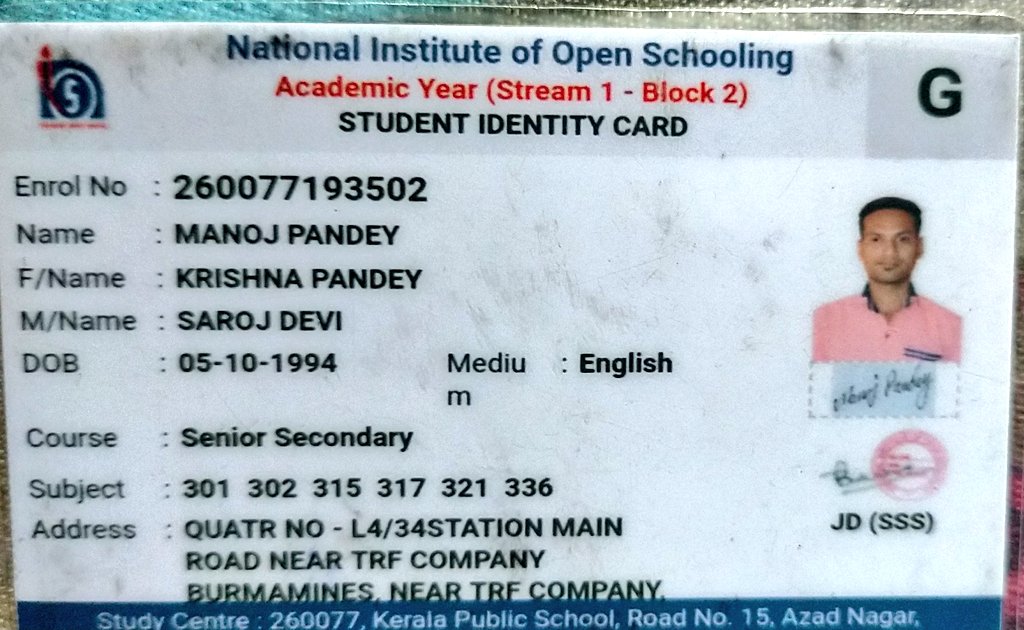 National Institute of Open Schooling
Academic Year (Stream 1 - Block 2)
STUDENT IDENTITY CARD
G
Enrol No : 260077193502
Name : MANOJ PANDEY
F/Name : KRISHNA PANDEY
M/Name : SAROJ DEVI
DOB : 05-10-1994 Mediu : English
m
Course : Senior Secondary
Manoj Pandey
Subject : 301 302 315 317 321 336
JD (SSS)
Address : QUATR NO - L4/34STATION MAIN
ROAD NEAR TRF COMPANY
BURMAMINES, NEAR TRF COMPANY,
Study Centre : 260077, Kerala Public School, Road No. 15, Azad Nagar,